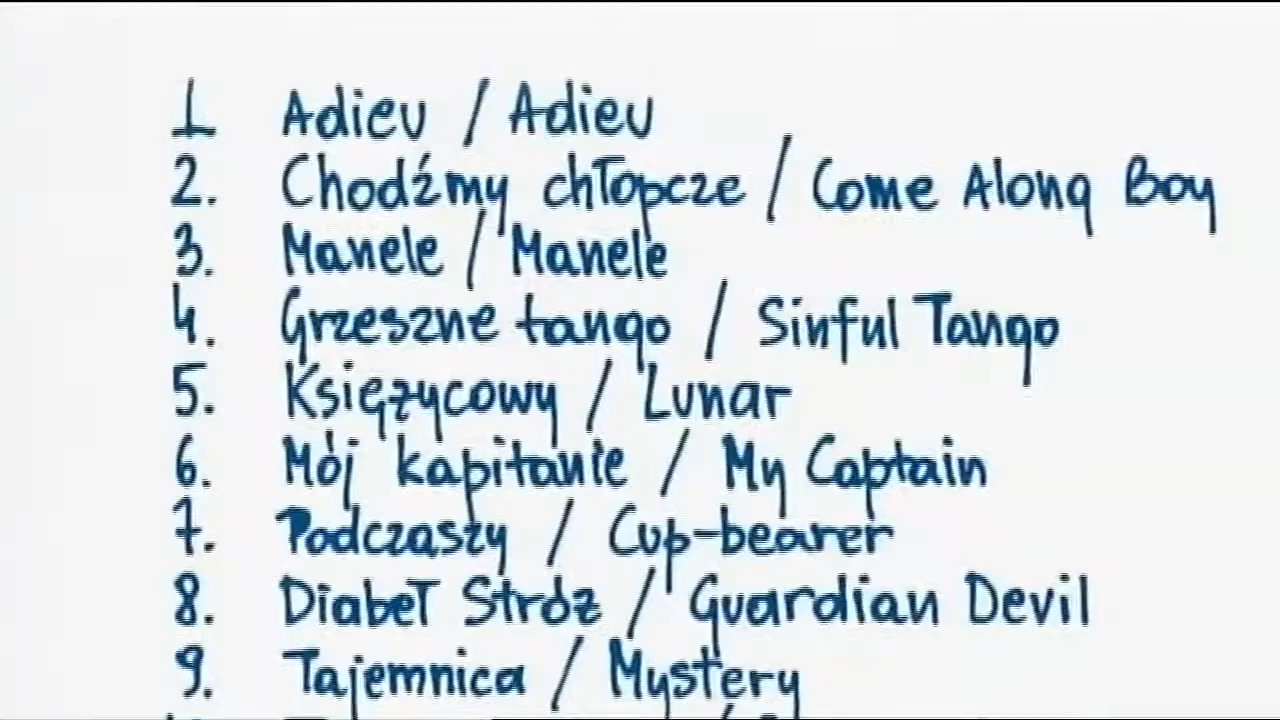 1 Adieu / Adieu
2. Chodźmy chłopcze / Come Along Boy
3. Manele / Manele
4. Grzeszne tango / Sinful Tango
5. Księżycowy / Lunar
6. Mój kapitanie / My Captain
7. Podczaszy / Cup-bearer
8. Diabeł Stróż / Guardian Devil
9. Tajemnica / Mystery